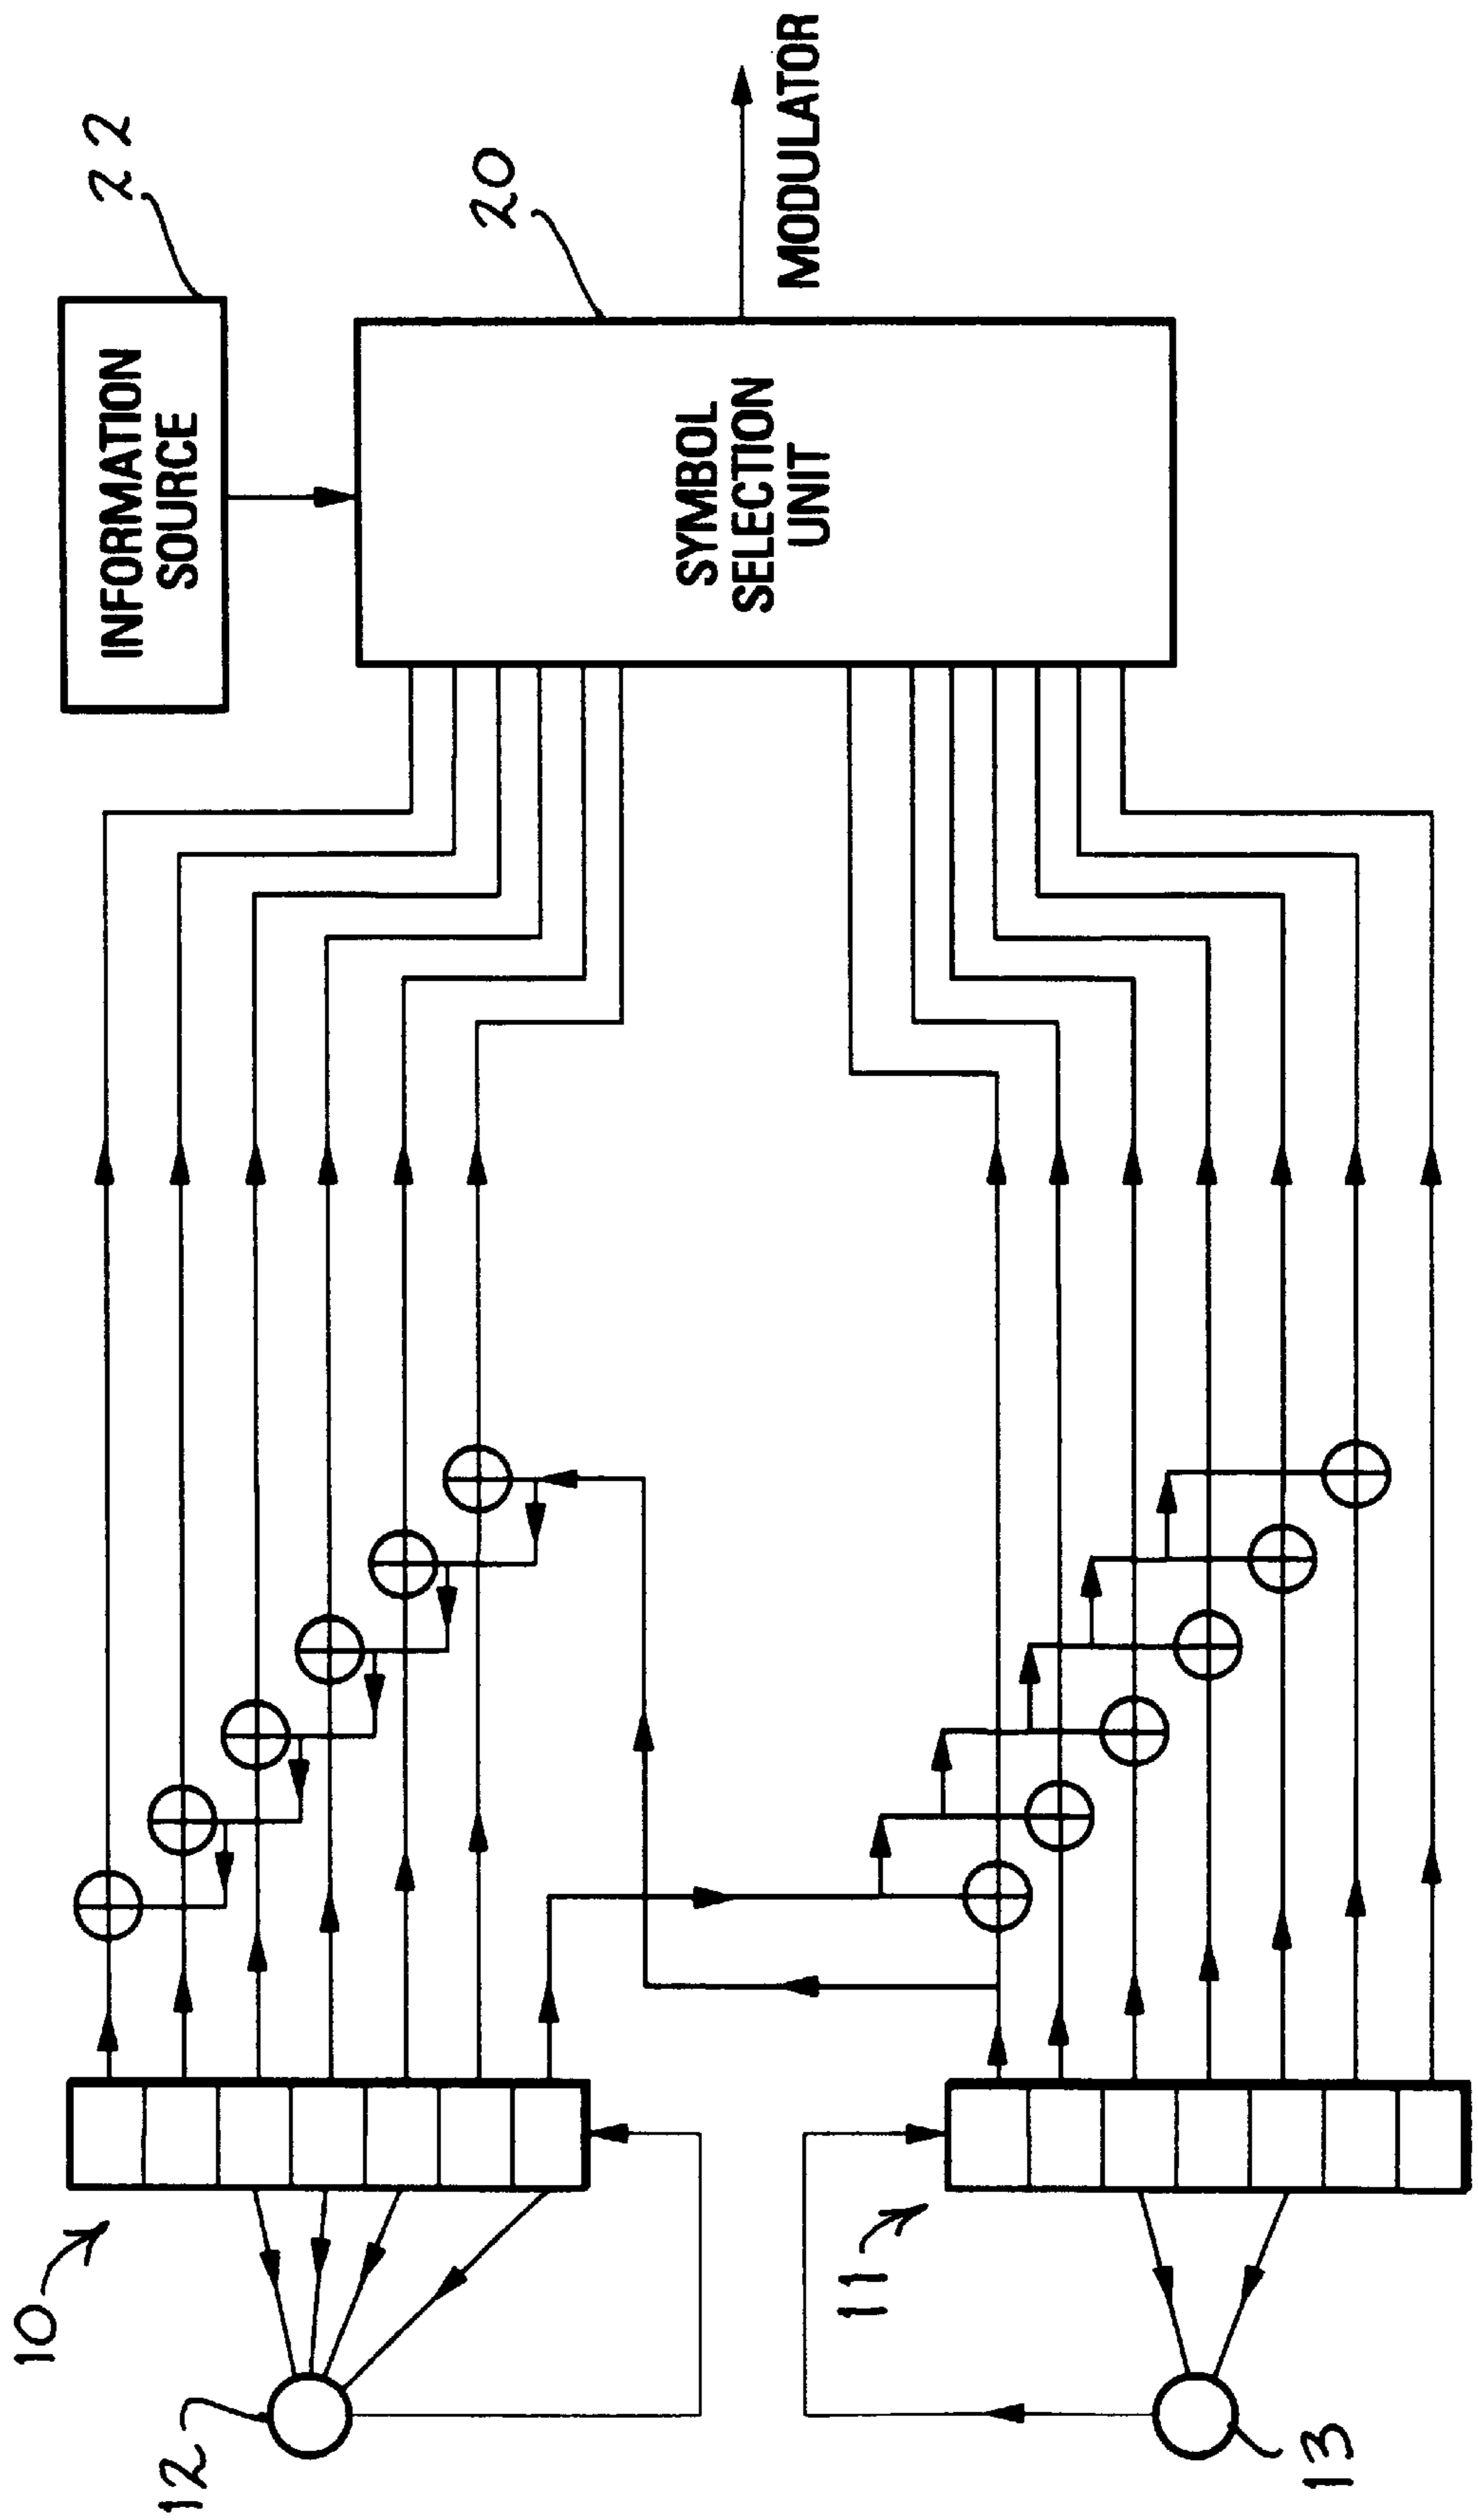 22
INFORMATION
SOURCE
20
SYMBOL
SELECTION
UNIT
MODULATOR
10
11
12
13